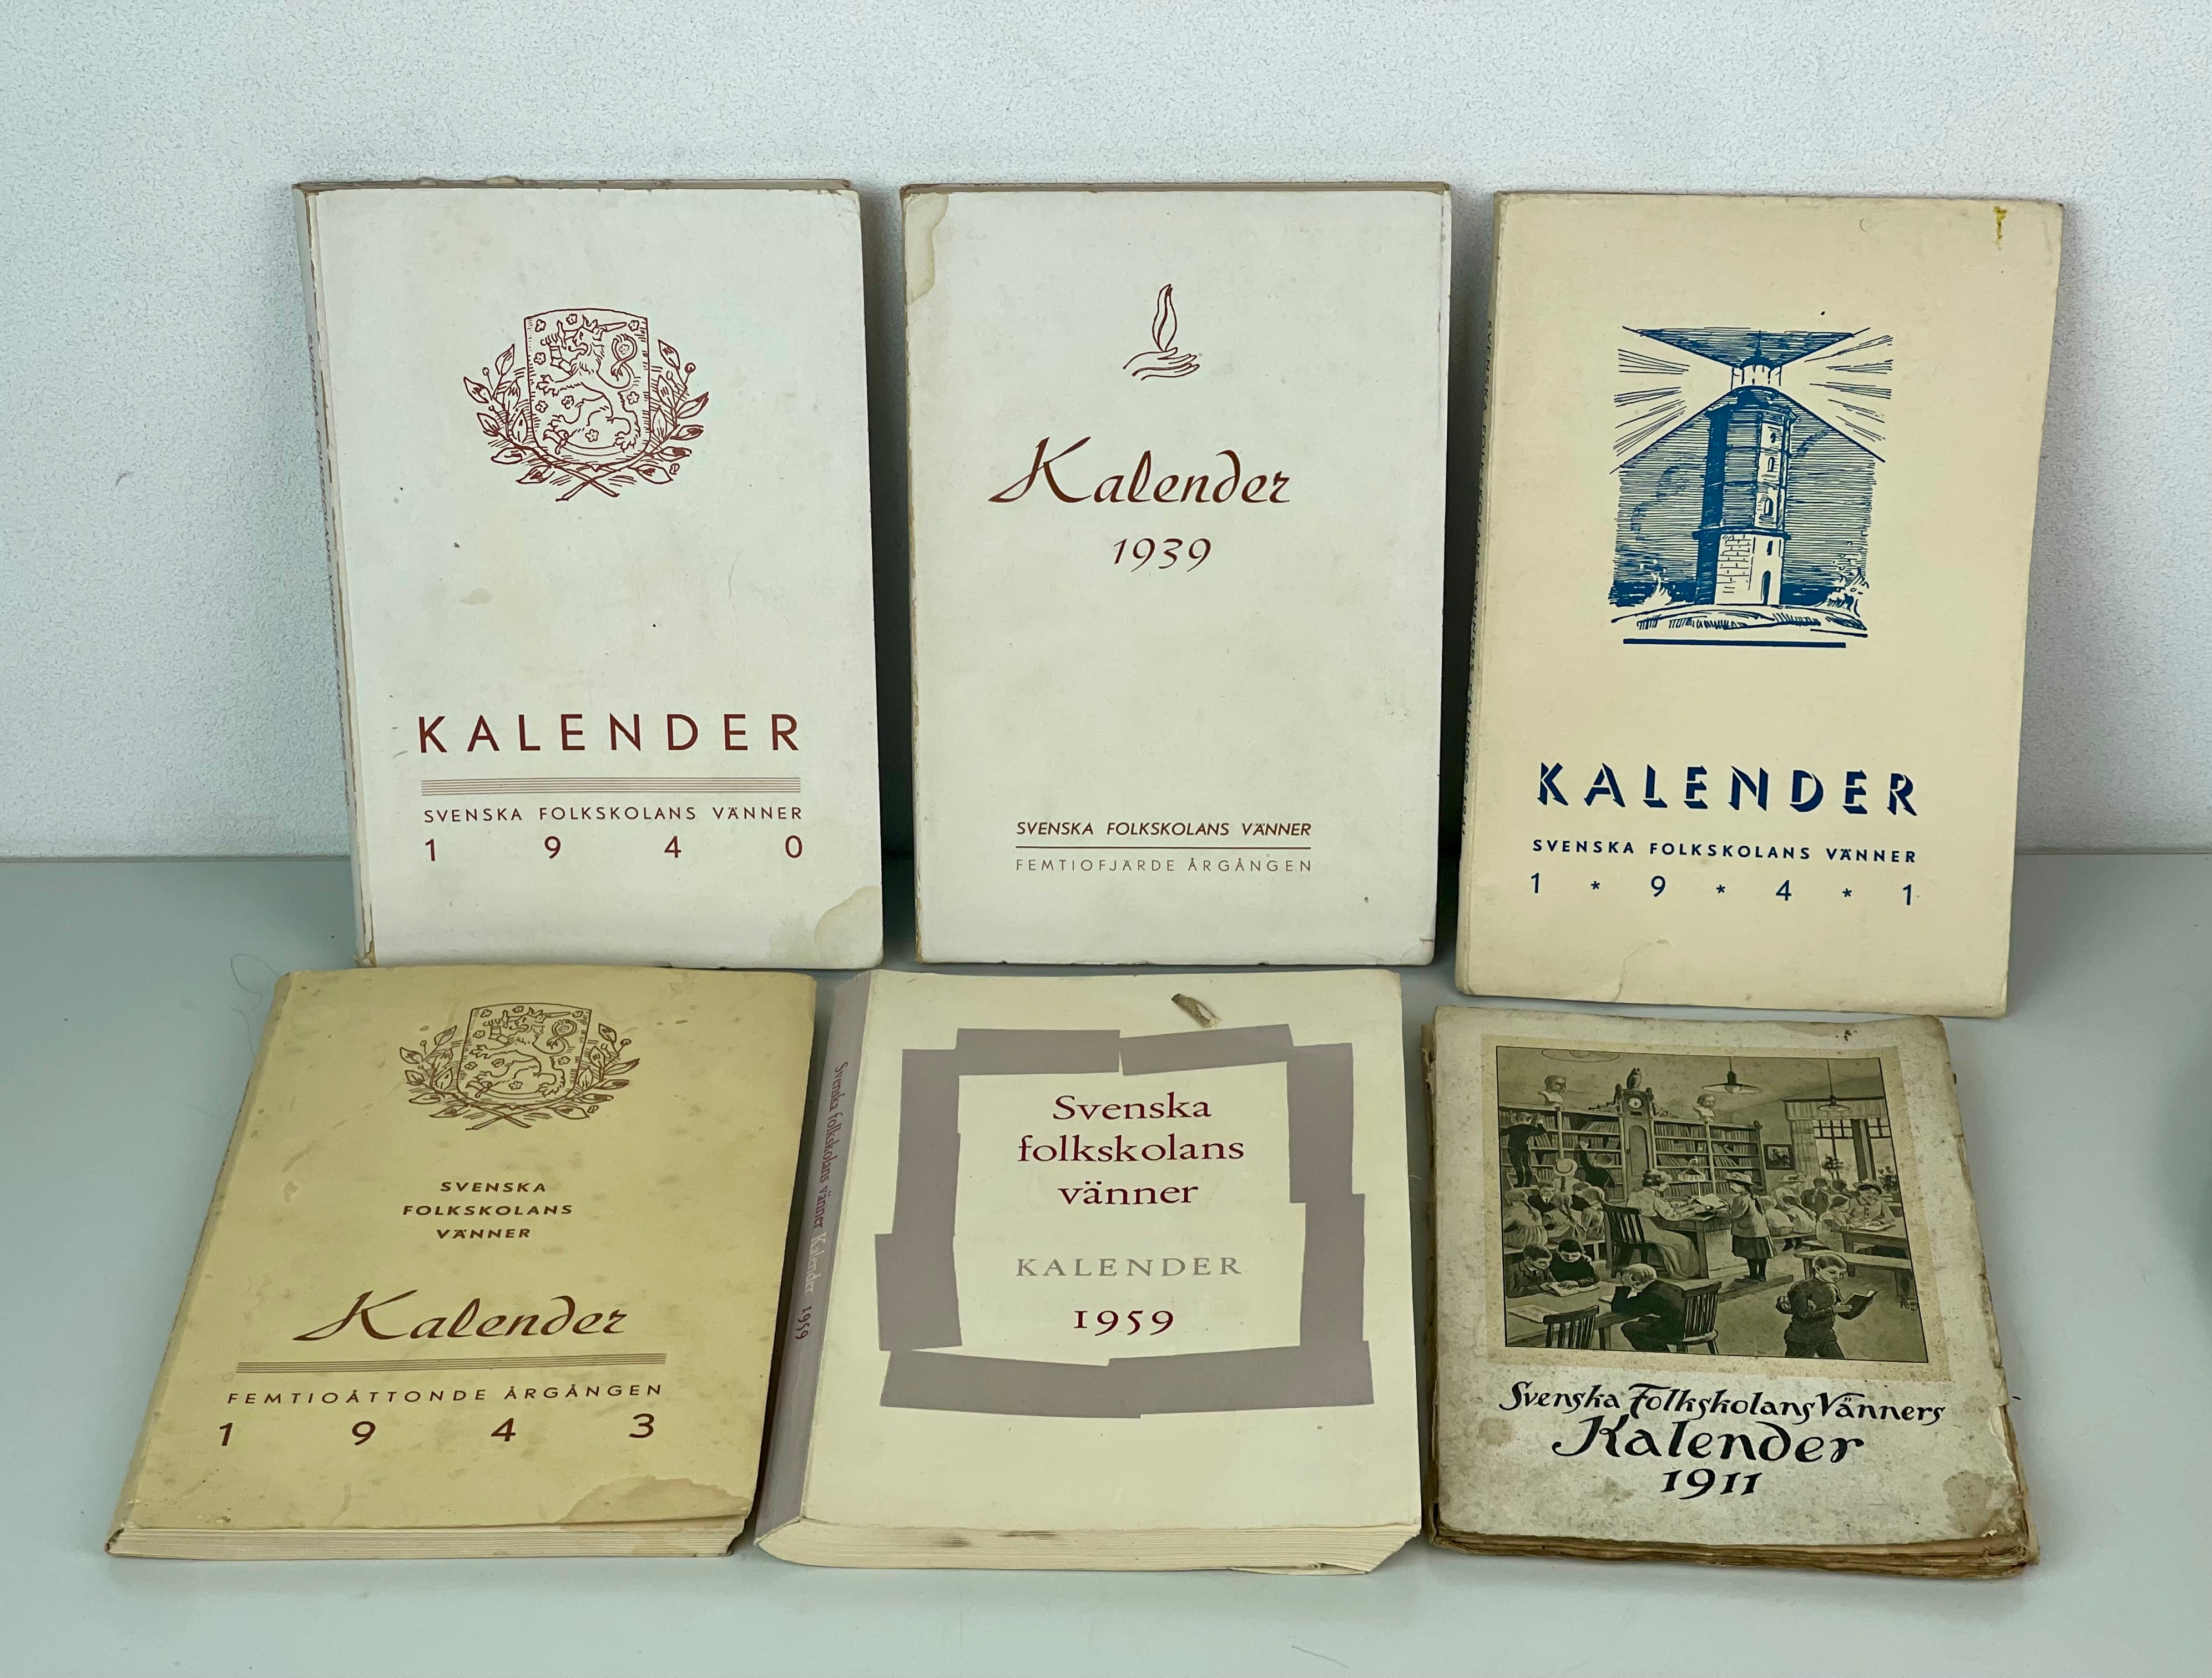 KALENDER
SVENSKA FOLKSKOLANS VÄNNER
1 9 4 0
Kalender
1939
SVENSKA FOLKSKOLANS VÄNNER
FEMTIOFJÄRDE ÅRGÅNGEN
KALENDER
SVENSKA FOLKSKOLANS VÄNNER
1 * 9 * 4 * 1
SVENSKA
FOLKSKOLANS
VÄNNER
Kalender
FEMTIOÅTTONDE ÅRGÅNGEN
1 9 4 3
Svenska folkskolans vänner Kalender 1959
Svenska
folkskolans
vänner
KALENDER
1959
Svenska Folkskolans Vänners
Kalender
1911